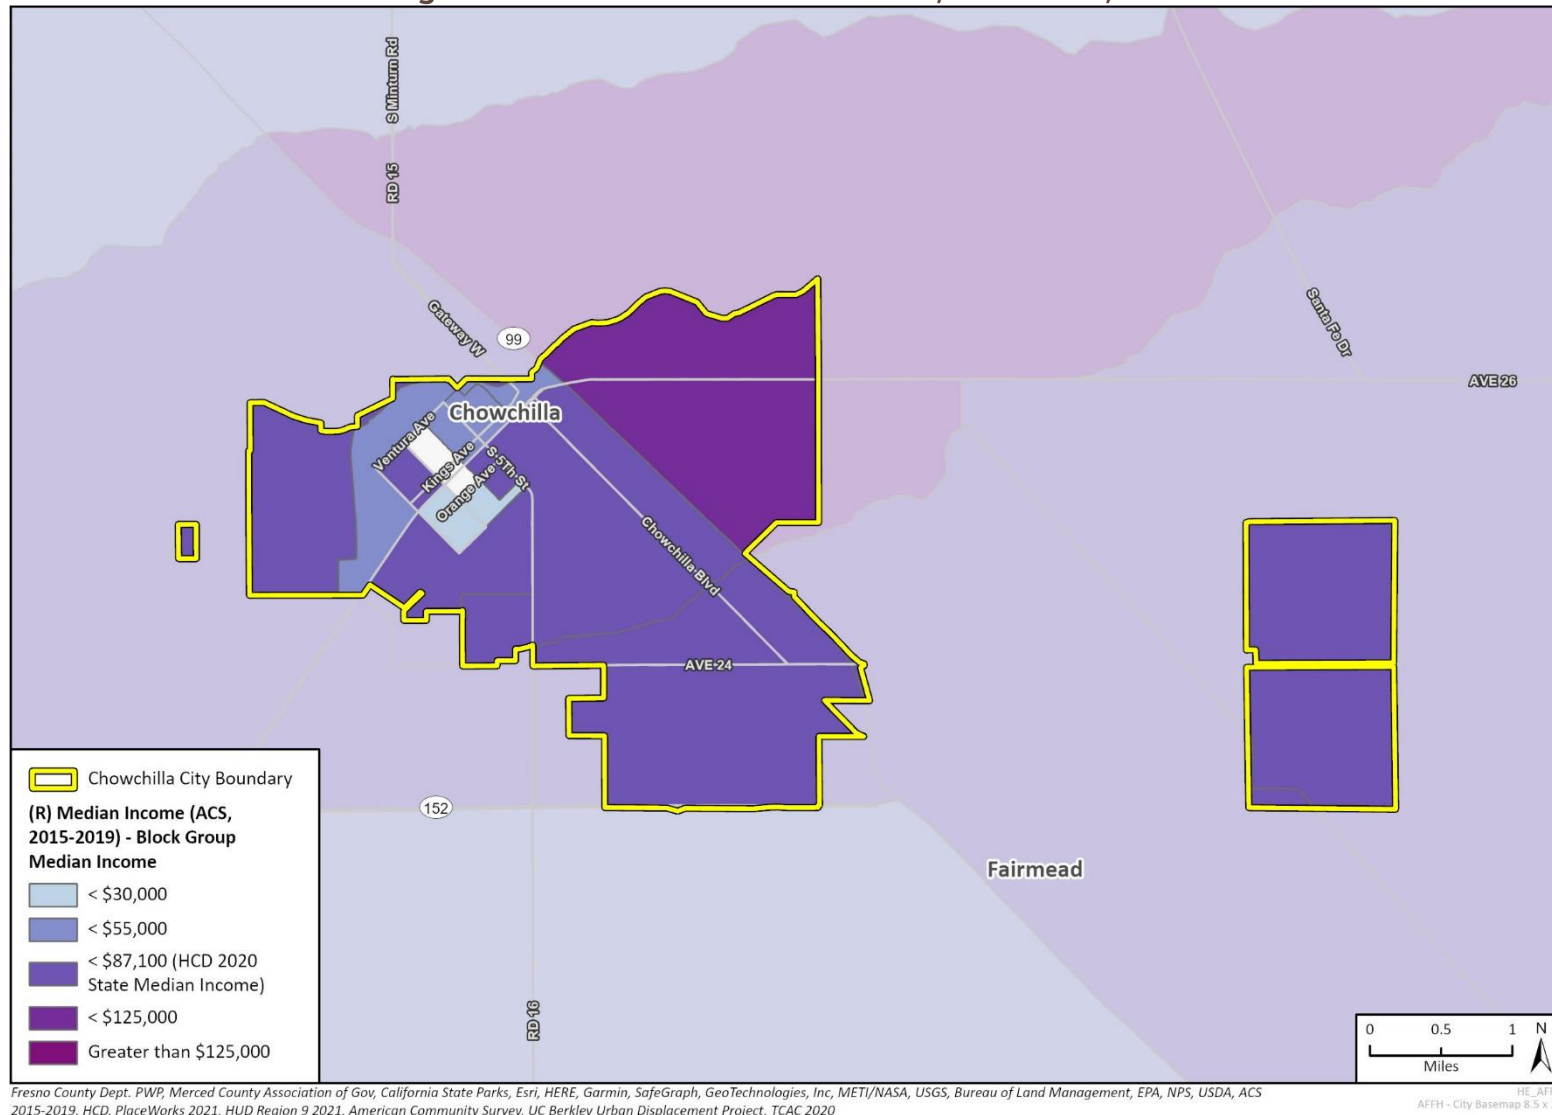 S Minturn Rd
RD 15
Gateway W
99
Santa Fe Dr
AVE 26
Chowchilla
Ventura Ave
Kings Ave
S 5Th St
Orange Ave
Chowchilla Blvd
AVE 24
152
Fairmead
RD 16
Chowchilla City Boundary
(R) Median Income (ACS,
2015-2019) - Block Group
Median Income
< $30,000
< $55,000
< $87,100 (HCD 2020
State Median Income)
< $125,000
Greater than $125,000
0 0.5 1 N
Miles
Fresno County Dept. PWP, Merced County Association of Gov, California State Parks, Esri, HERE, Garmin, SafeGraph, GeoTechnologies, Inc, METI/NASA, USGS, Bureau of Land Management, EPA, NPS, USDA, ACS
2015-2019, HCD, PlaceWorks 2021, HUD Region 9 2021, American Community Survey, UC Berkley Urban Displacement Project, TCAC 2020
AFFH - City Basemap 8.5 x